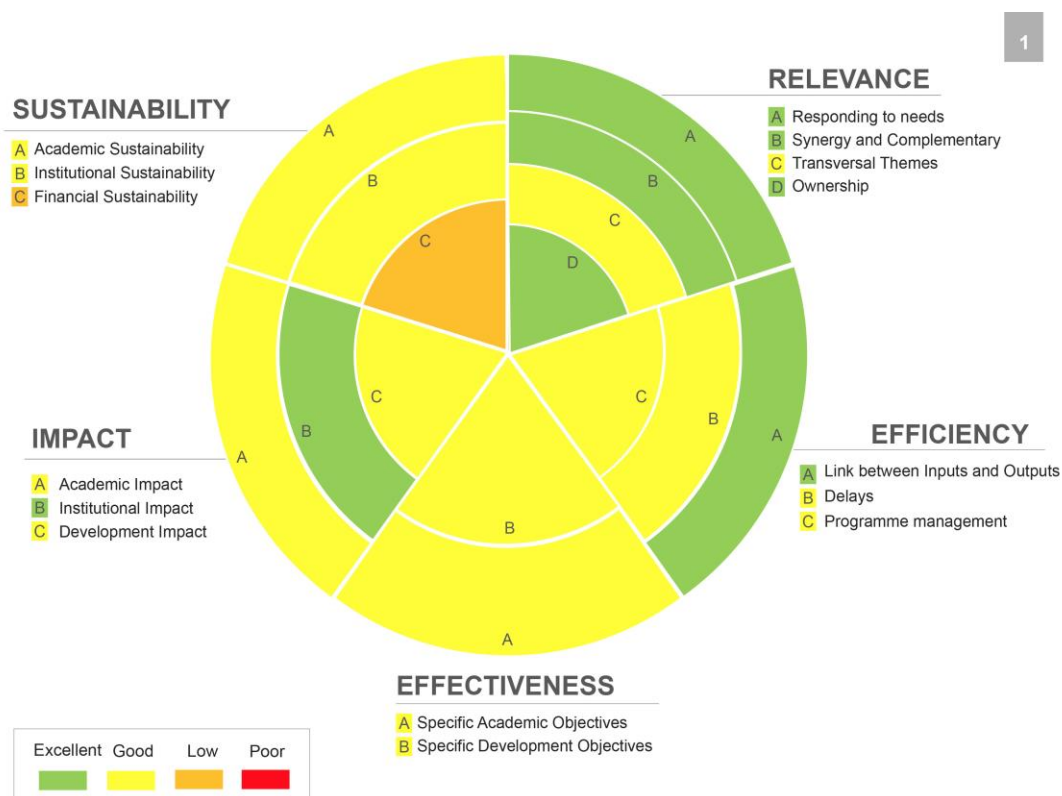 1
SUSTAINABILITY
A Academic Sustainability
B Institutional Sustainability
C Financial Sustainability
RELEVANCE
A Responding to needs
B Synergy and Complementary
C Transversal Themes
D Ownership
A
B
C
A
B
C
D
IMPACT
A Academic Impact
B Institutional Impact
C Development Impact
A
B
C
C
B
A
EFFICIENCY
A Link between Inputs and Outputs
B Delays
C Programme management
B
A
EFFECTIVENESS
A Specific Academic Objectives
B Specific Development Objectives
Excellent Good Low Poor